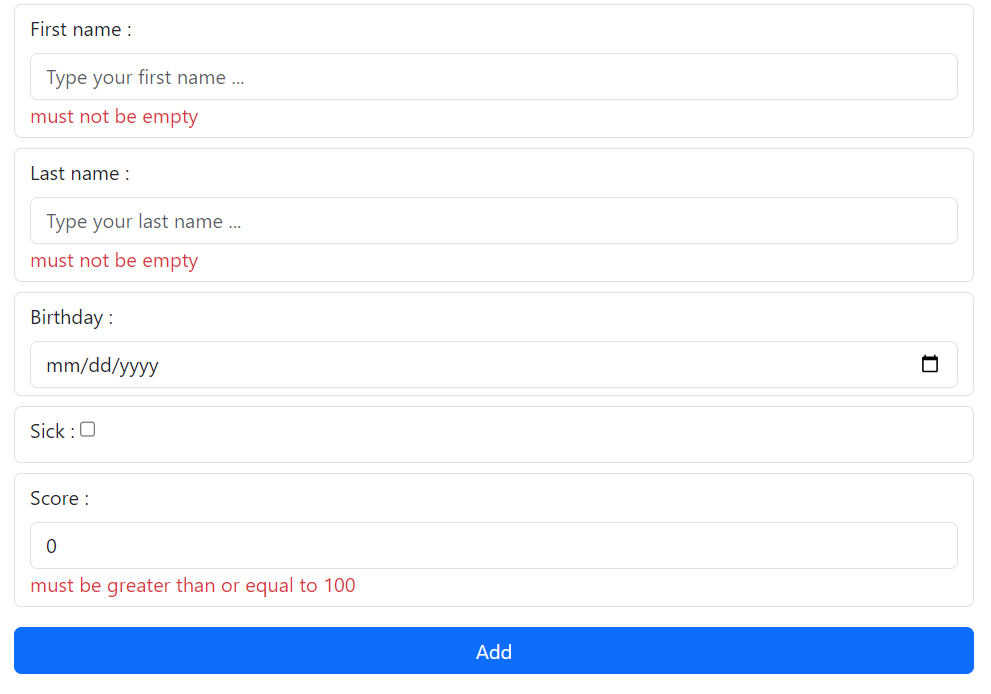 First name :
Type your first name ...
must not be empty
Last name :
Type your last name ...
must not be empty
Birthday :
mm/dd/yyyy
Sick :
Score :
0
must be greater than or equal to 100
Add